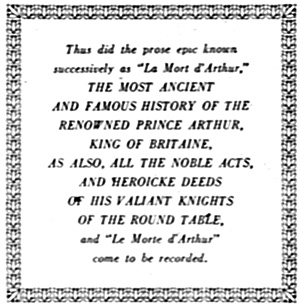 Thus did the prose epic known
successively as "La Mort d'Arthur,"
THE MOST ANCIENT
AND FAMOUS HISTORY OF THE
RENOWNED PRINCE ARTHUR,
KING OF BRITAINE,
AS ALSO, ALL THE NOBLE ACTS,
AND HEROICKE DEEDS
OF HIS VALIANT KNIGHTS
OF THE ROUND TABLE,
and "Le Morte d'Arthur"
come to be recorded.